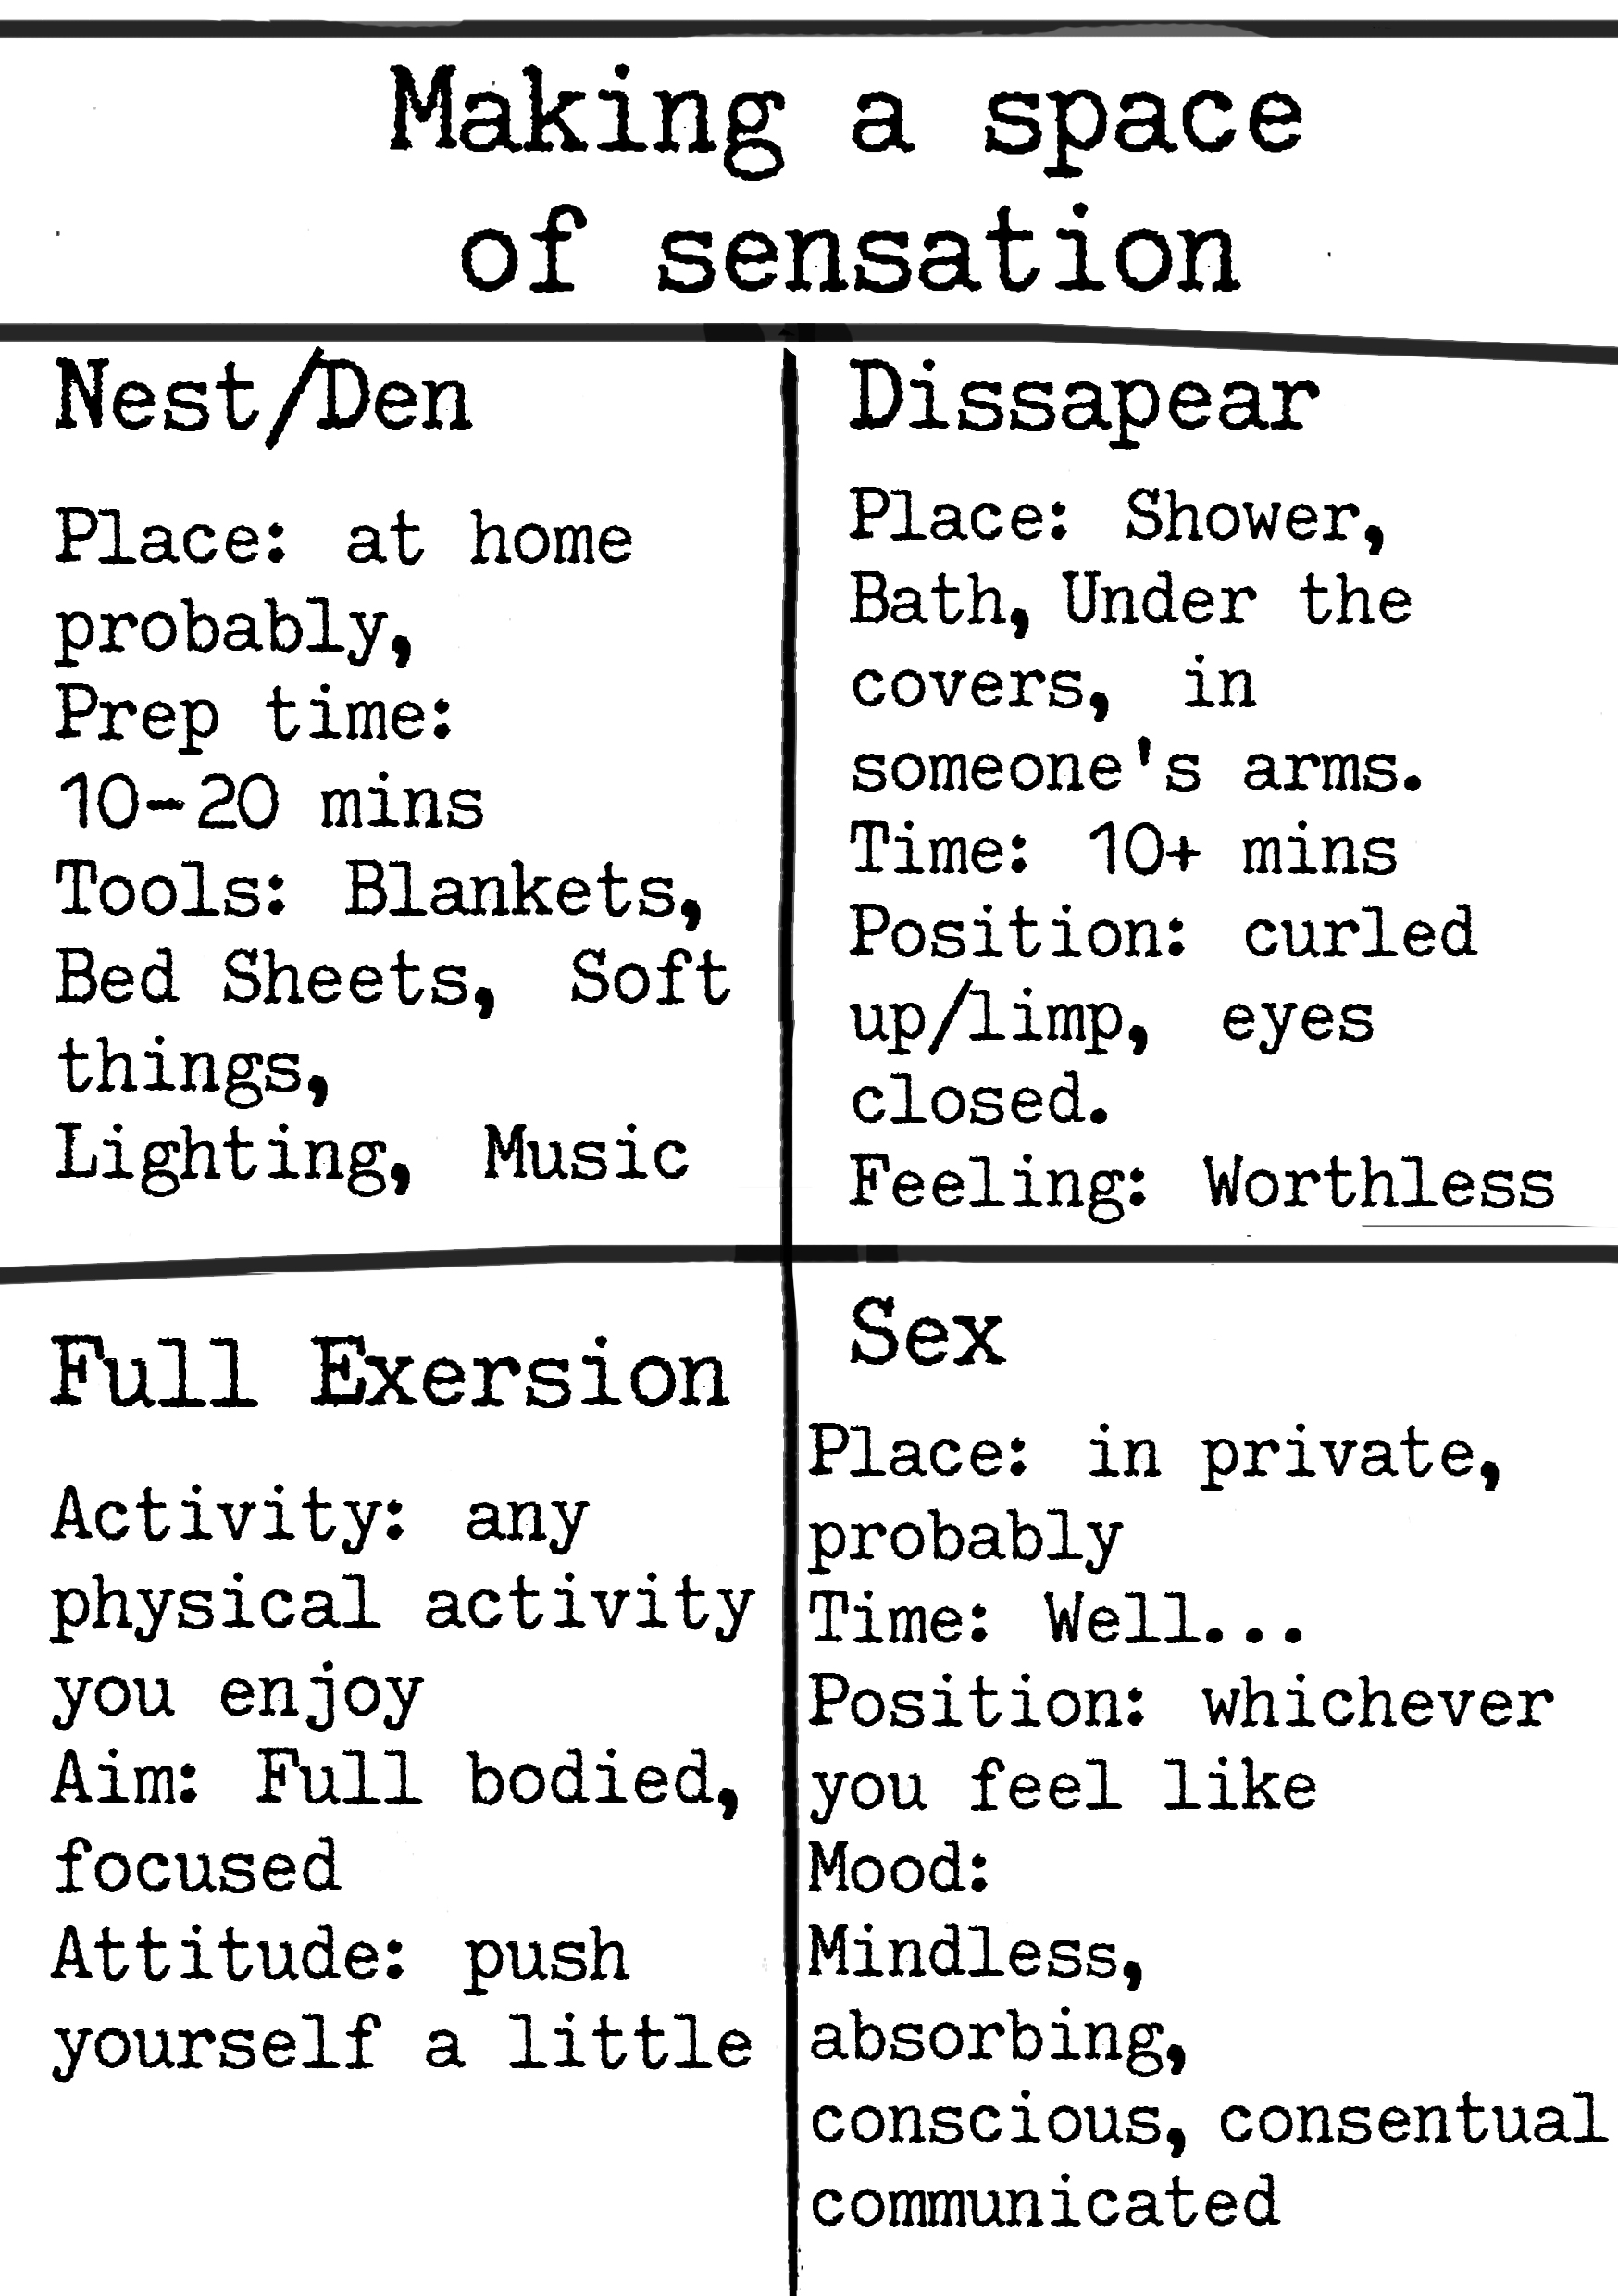 Making a space
of sensation
Nest/Den
Place: at home
probably,
Prep time:
10-20 mins
Tools: Blankets,
Bed Sheets, Soft
things,
Lighting, Music
Dissapear
Place: Shower,
Bath, Under the
covers, in
someone's arms.
Time: 10+ mins
Position: curled
up/limp, eyes
closed.
Feeling: Worthless
Full Exersion
Activity: any
physical activity
you enjoy
Aim: Full bodied,
focused
Attitude: push
yourself a little
Sex
Place: in private,
probably
Time: Well...
Position: whichever
you feel like
Mood:
Mindless,
absorbing,
conscious, consentual
communicated